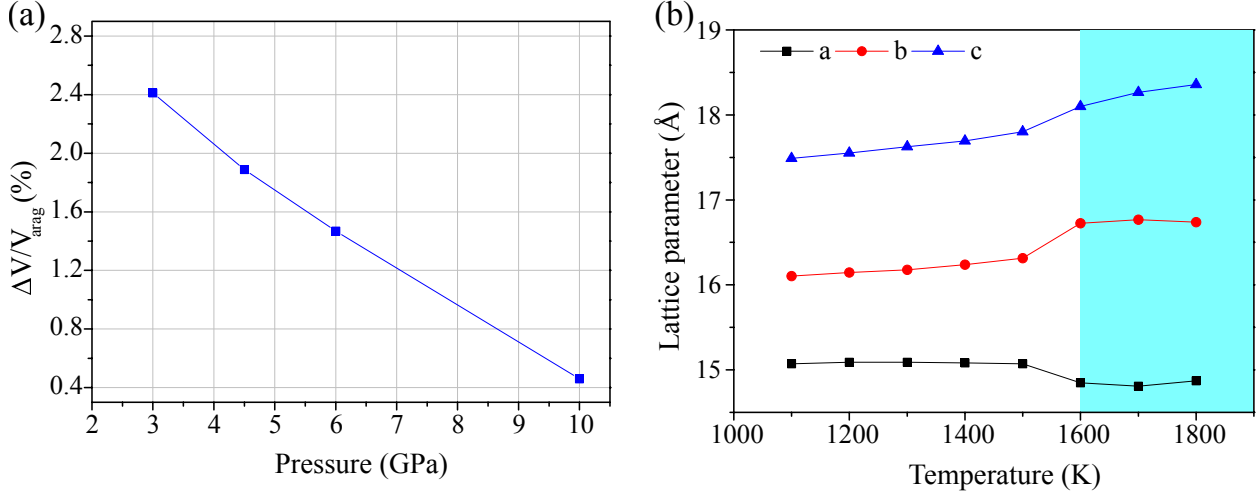 (a)
2.8
2.4
2.0
1.6
1.2
0.8
0.4
2 3 4 5 6 7 8 9 10
ΔV/V_arag (%)
Pressure (GPa)
(b)
a b c
19
18
17
16
15
1000 1200 1400 1600 1800
Lattice parameter (Å)
Temperature (K)